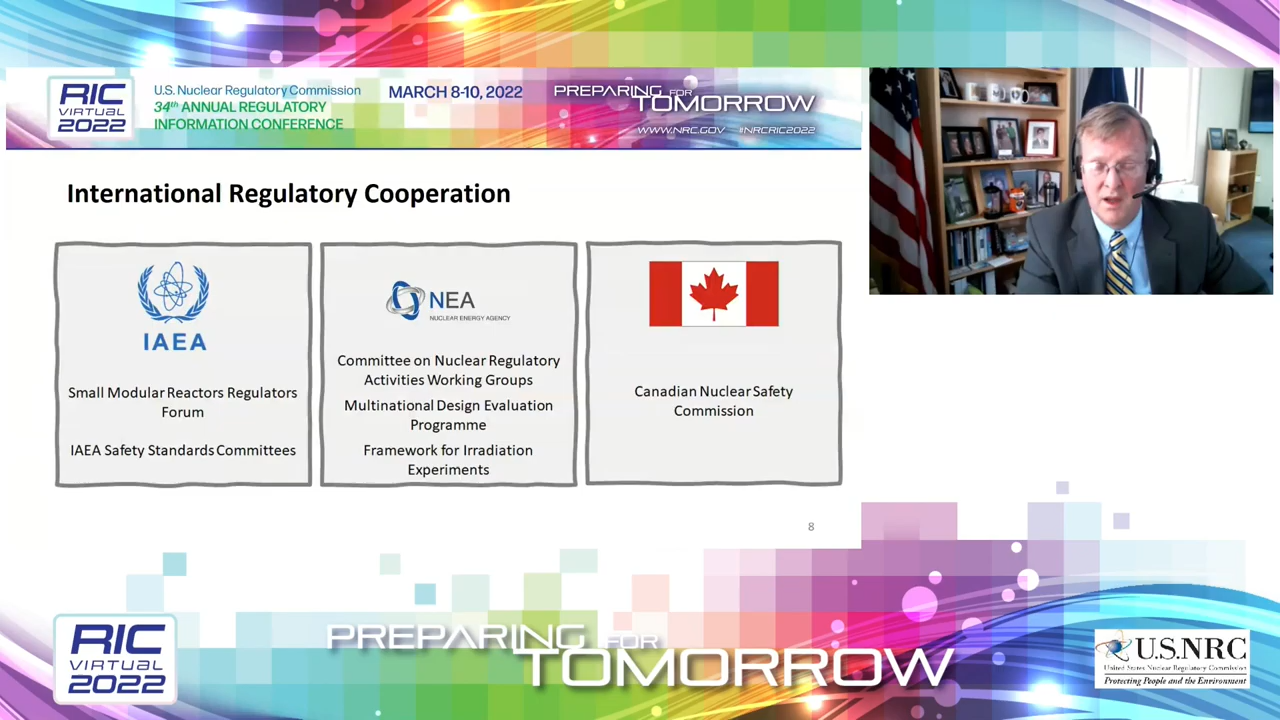 RIC
VIRTUAL
2022
U.S. Nuclear Regulatory Commission
34th ANNUAL REGULATORY
INFORMATION CONFERENCE
MARCH 8-10, 2022
PREPARING FOR
TOMORROW
WWW.NRC.GOV #NRCRIC2022
International Regulatory Cooperation
IAEA
Small Modular Reactors Regulators
Forum
IAEA Safety Standards Committees
NEA
NUCLEAR ENERGY AGENCY
Committee on Nuclear Regulatory
Activities Working Groups
Multinational Design Evaluation
Programme
Framework for Irradiation
Experiments
Canadian Nuclear Safety
Commission
8
RIC
VIRTUAL
2022
PREPARING FOR
TOMORROW
U.S.NRC
United States Nuclear Regulatory Commission
Protecting People and the Environment